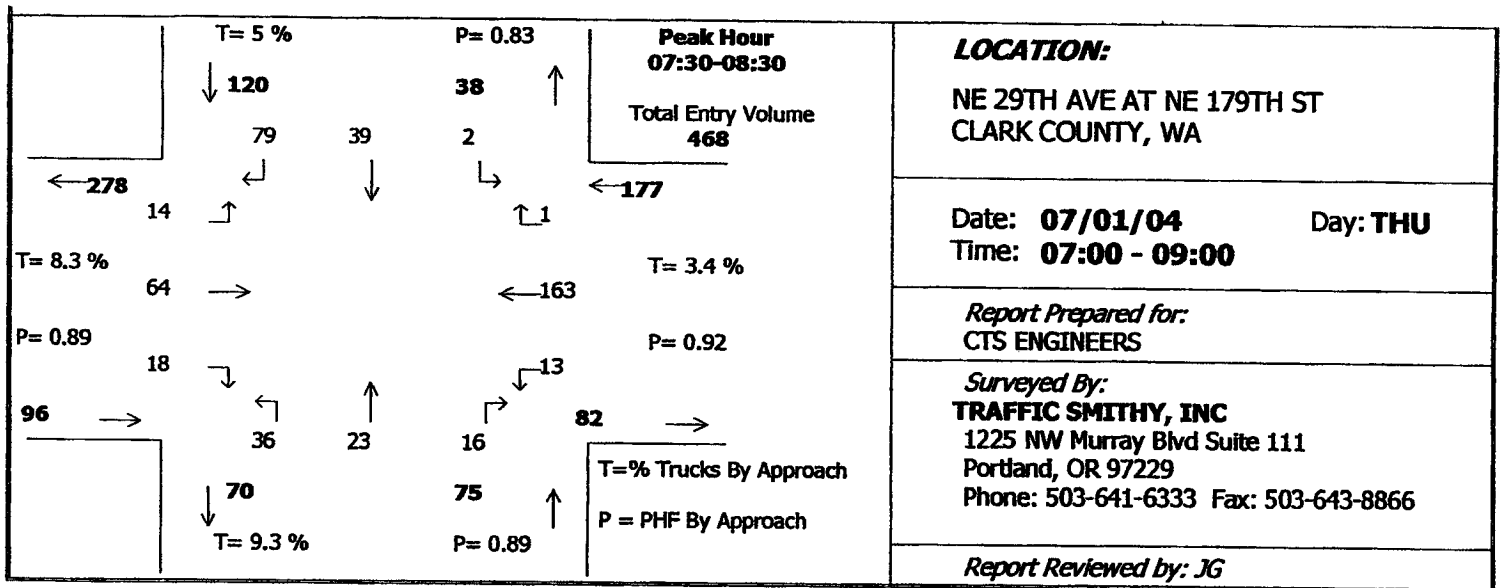 T= 5 % P= 0.83
120 38
79 39 2
Peak Hour
07:30-08:30
Total Entry Volume
468
278 177
14 1
T= 8.3 % T= 3.4 %
64 163
P= 0.89 P= 0.92
18 13
96 82
36 23 16
70 75
T= 9.3 % P= 0.89
T=% Trucks By Approach
P = PHF By Approach
LOCATION:
NE 29TH AVE AT NE 179TH ST
CLARK COUNTY, WA
Date: 07/01/04 Day: THU
Time: 07:00 - 09:00
Report Prepared for:
CTS ENGINEERS
Surveyed By:
TRAFFIC SMITHY, INC
1225 NW Murray Blvd Suite 111
Portland, OR 97229
Phone: 503-641-6333 Fax: 503-643-8866
Report Reviewed by: JG